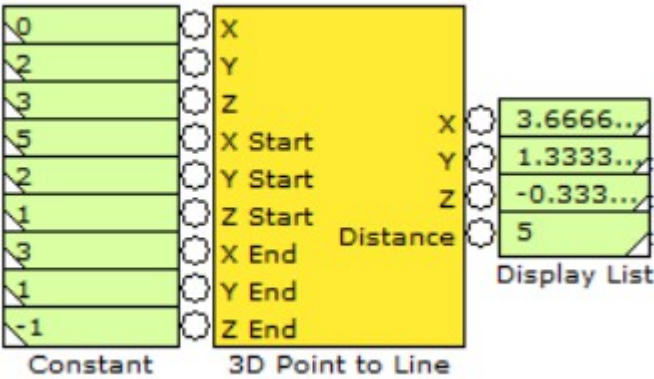 0
2
3
5
2
1
3
1
-1
Constant
X
Y
Z
X Start
Y Start
Z Start
X End
Y End
Z End
X
Y
Z
Distance
3D Point to Line
3.6666...
1.3333...
-0.333...
5
Display List